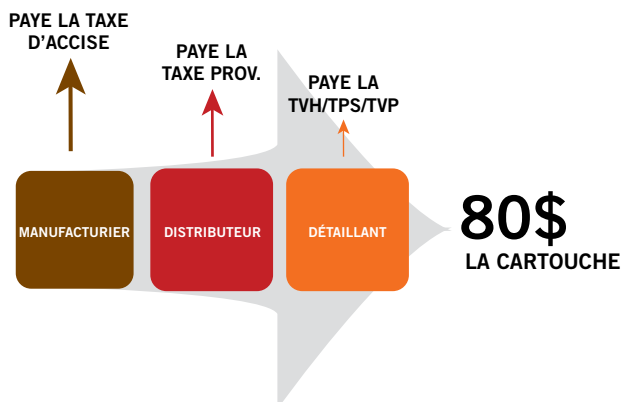 PAYE LA TAXE
D'ACCISE
PAYE LA
TAXE PROV.
PAYE LA
TVH/TPS/TVP
MANUFACTURIER
DISTRIBUTEUR
DÉTAILLANT
80$
LA CARTOUCHE